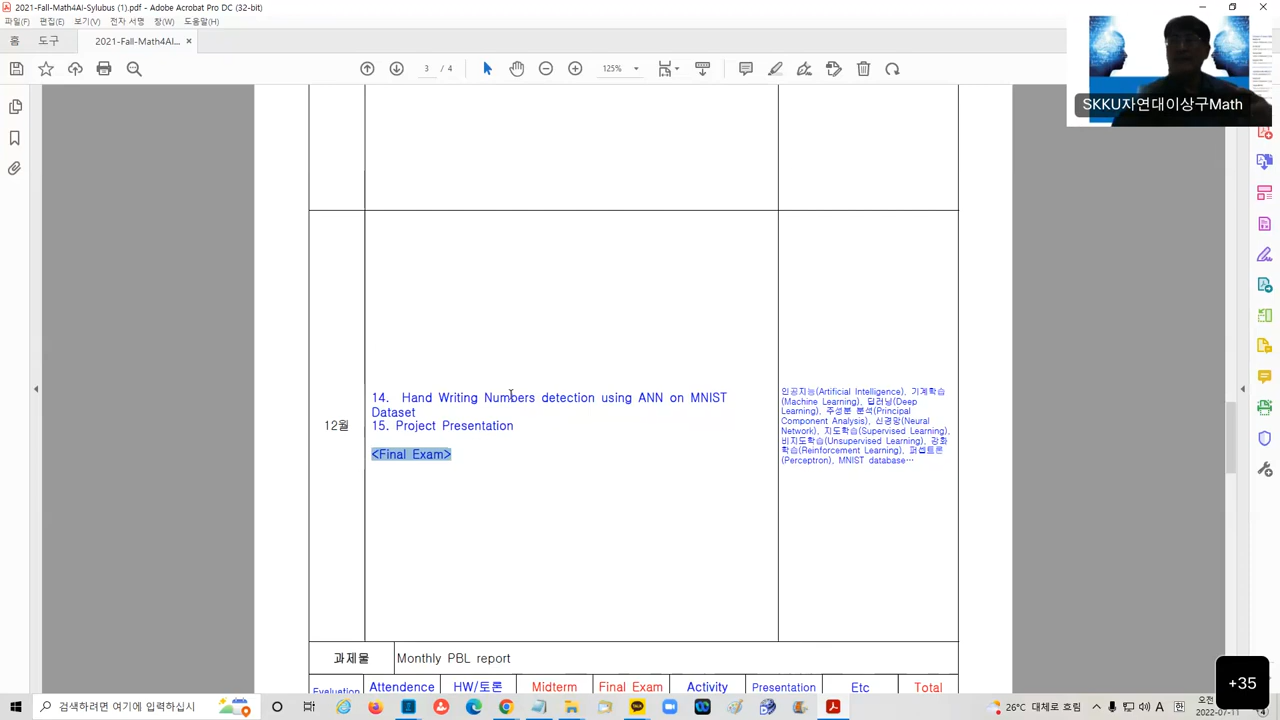 2021-Fall-Math4AI-Sylubus (1).pdf - Adobe Acrobat Pro DC (32-bit)
파일(F) 편집(E) 보기(V) 전자 서명 창(W) 도움말(H)
홈 도구 2021-Fall-Math4AI... ×
125%
SKKU자연대이상구Math
12월
14. Hand Writing Numbers detection using ANN on MNIST
Dataset
15. Project Presentation
<Final Exam>
인공지능(Artificial Intelligence), 기계학습
(Machine Learning), 딥러닝(Deep
Learning), 주성분 분석(Principal
Component Analysis), 신경망(Neural
Network), 지도학습(Supervised Learning),
비지도학습(Unsupervised Learning), 강화
학습(Reinforcement Learning), 퍼셉트론
(Perceptron), MNIST database…
과제물 Monthly PBL report
Evaluation Attendence HW/토론 Midterm Final Exam Activity Presentation Etc Total
+35
검색하려면 여기에 입력하십시
26°C 대체로 흐림
A 한
오전
2022-07-11